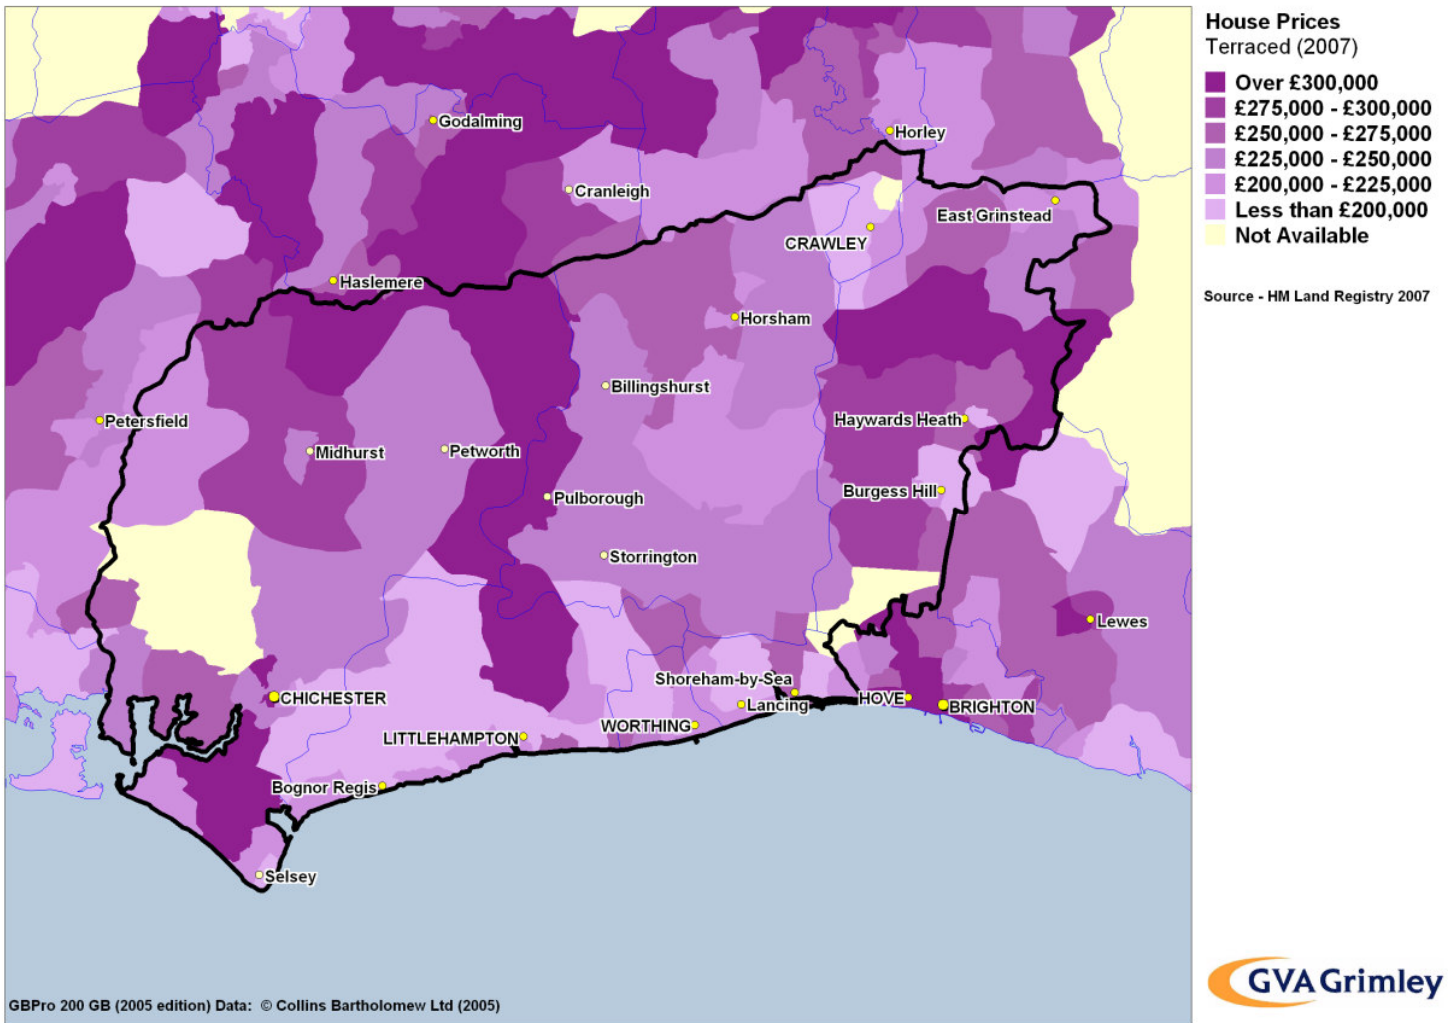 House Prices
Terraced (2007)
Over £300,000
£275,000 - £300,000
£250,000 - £275,000
£225,000 - £250,000
£200,000 - £225,000
Less than £200,000
Not Available
Source - HM Land Registry 2007
Godalming
Horley
Cranleigh
East Grinstead
CRAWLEY
Haslemere
Horsham
Billingshurst
Petersfield
Haywards Heath
Midhurst
Petworth
Pulborough
Burgess Hill
Storrington
Lewes
Shoreham-by-Sea
CHICHESTER
Lancing
HOVE
BRIGHTON
WORTHING
LITTLEHAMPTON
Bognor Regis
Selsey
GBPro 200 GB (2005 edition) Data: © Collins Bartholomew Ltd (2005)
GVA Grimley